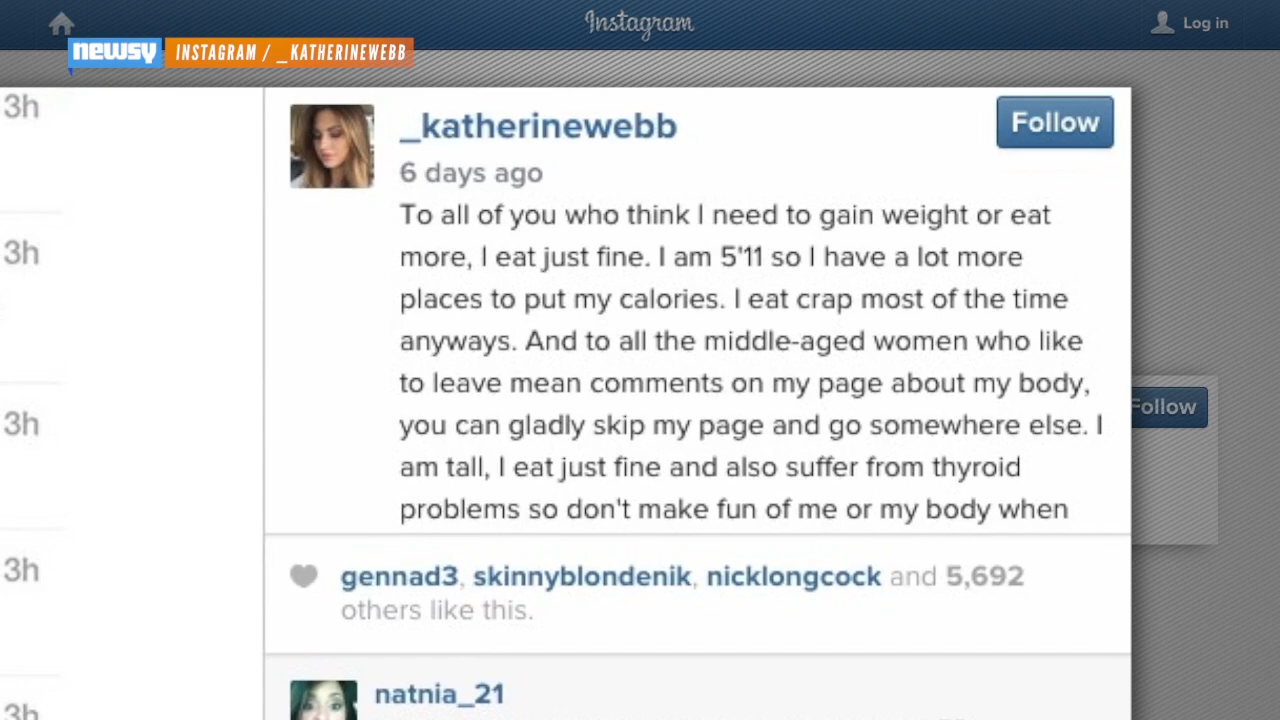 Instagram
Log in
newsy INSTAGRAM / _KATHERINEWEBB
3h
3h
3h
3h
3h
_katherinewebb
Follow
6 days ago
To all of you who think I need to gain weight or eat
more, I eat just fine. I am 5'11 so I have a lot more
places to put my calories. I eat crap most of the time
anyways. And to all the middle-aged women who like
to leave mean comments on my page about my body,
you can gladly skip my page and go somewhere else. I
am tall, I eat just fine and also suffer from thyroid
problems so don't make fun of me or my body when
Follow
gennad3, skinnyblondenik, nicklongcock and 5,692
others like this.
natnia_21